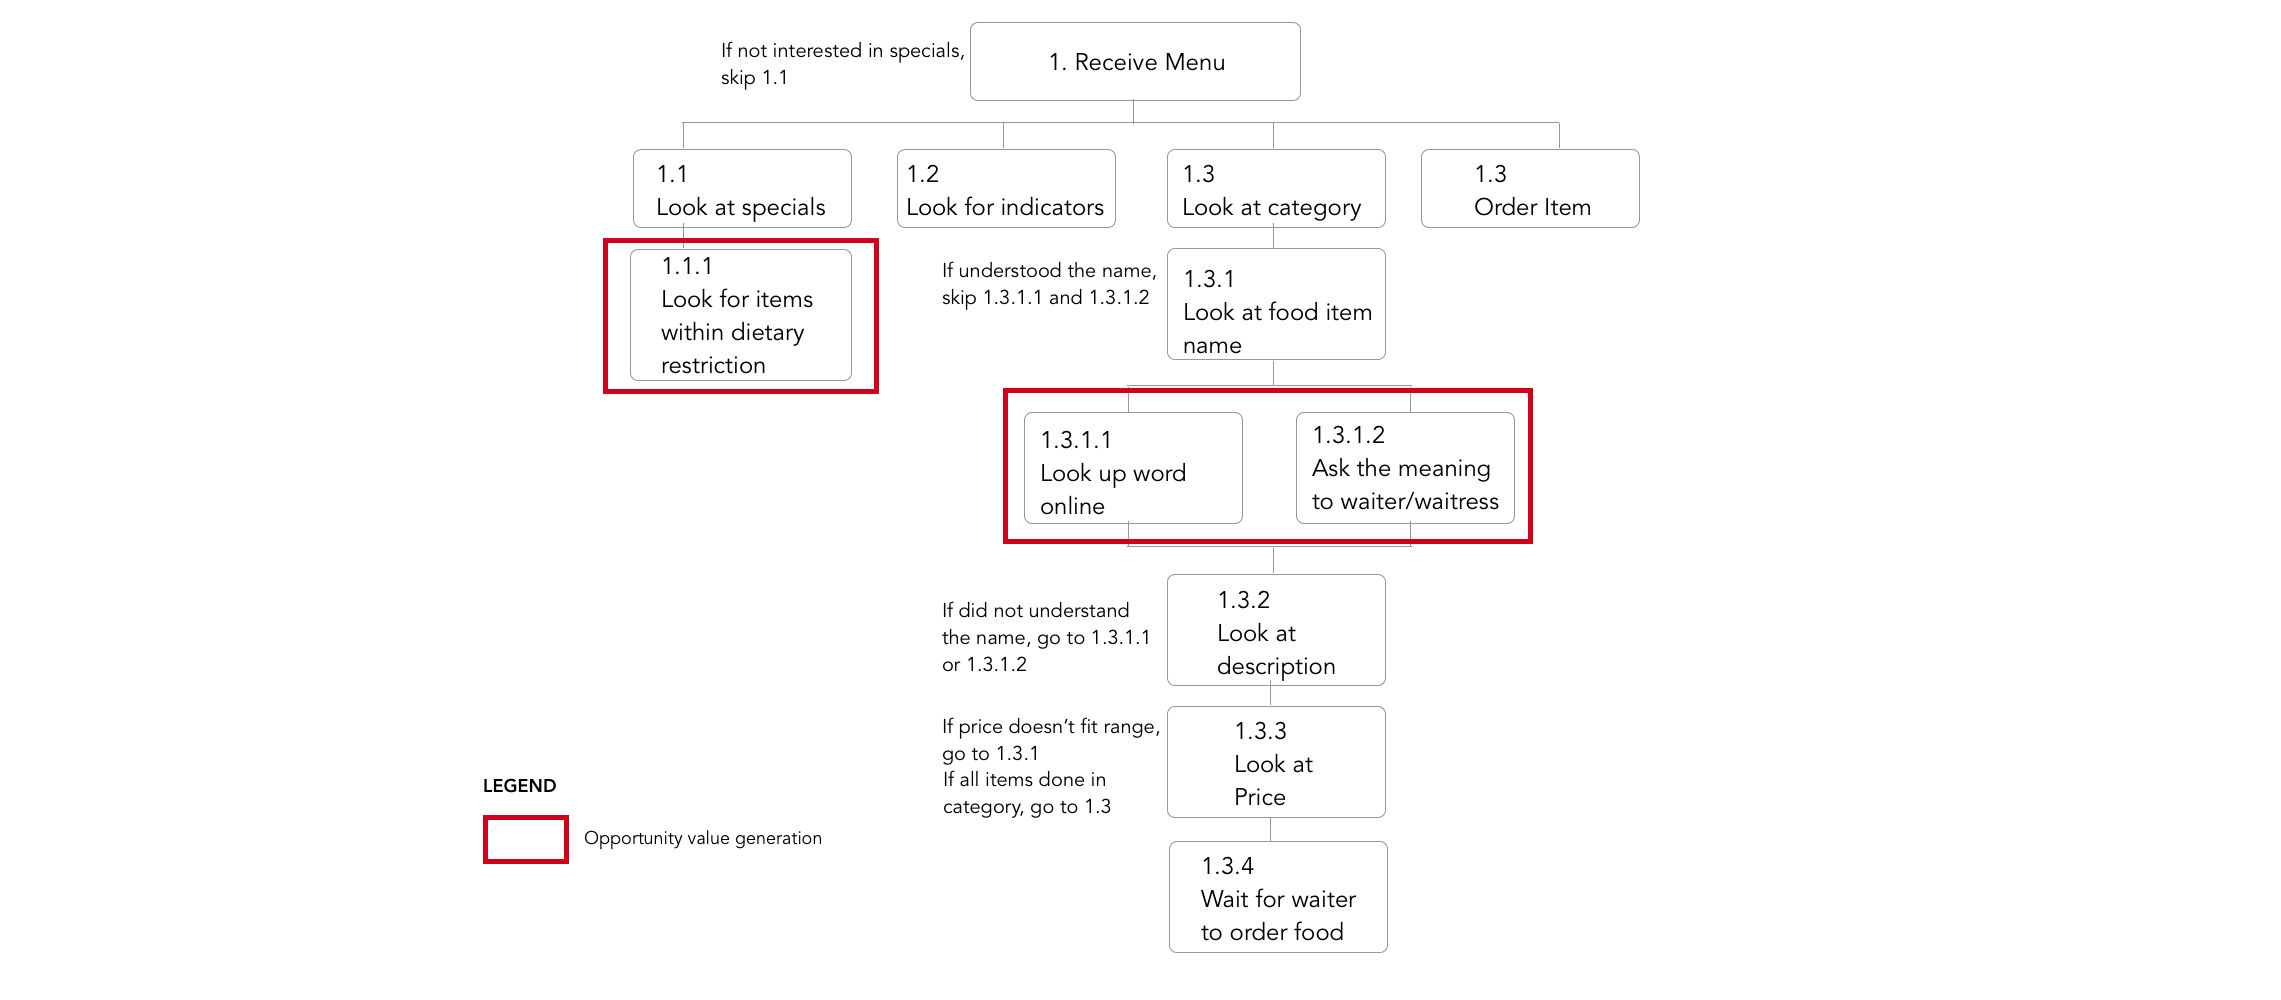 If not interested in specials,
skip 1.1
1. Receive Menu
1.1
Look at specials
1.2
Look for indicators
1.3
Look at category
1.3
Order Item
1.1.1
Look for items
within dietary
restriction
If understood the name,
skip 1.3.1.1 and 1.3.1.2
1.3.1
Look at food item
name
1.3.1.1
Look up word
online
1.3.1.2
Ask the meaning
to waiter/waitress
If did not understand
the name, go to 1.3.1.1
or 1.3.1.2
1.3.2
Look at
description
If price doesn’t fit range,
go to 1.3.1
If all items done in
category, go to 1.3
1.3.3
Look at
Price
1.3.4
Wait for waiter
to order food
LEGEND
Opportunity value generation